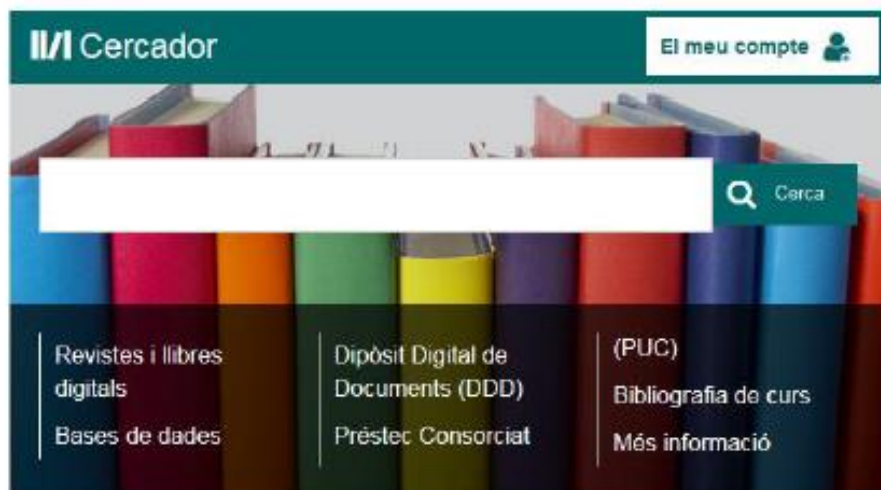 Cercador
El meu compte
Cerca
Revistes i llibres
digitals
Bases de dades
Dipòsit Digital de
Documents (DDD)
Préstec Consorciat
(PUC)
Bibliografia de curs
Més informació